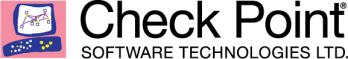 Check Point®
SOFTWARE TECHNOLOGIES LTD.